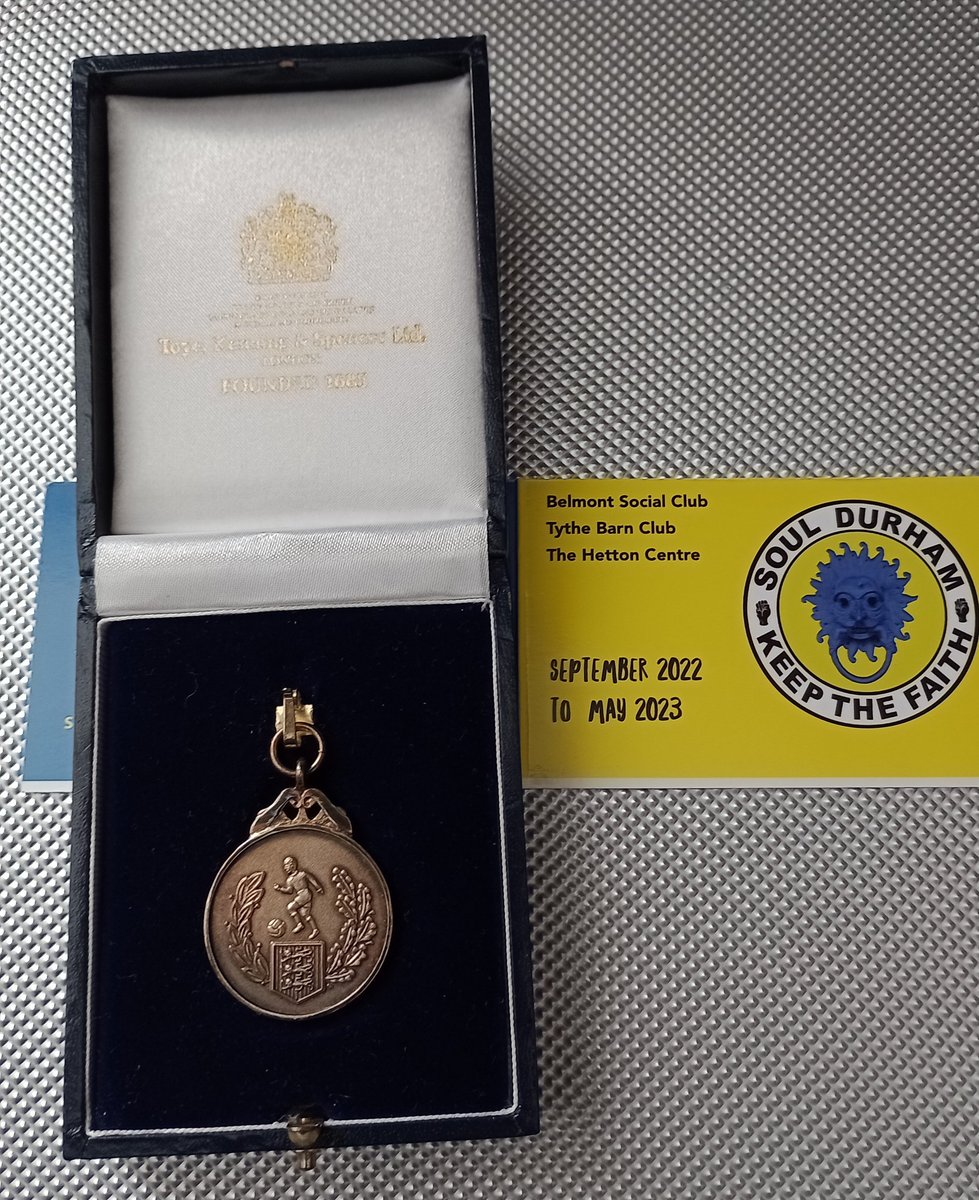 Toye, Kenning & Spencer Ltd.
LONDON
FOUNDED 1685
Belmont Social Club
Tythe Barn Club
The Hetton Centre
SEPTEMBER 2022
TO MAY 2023
SOUL DURHAM
KEEP THE FAITH
S